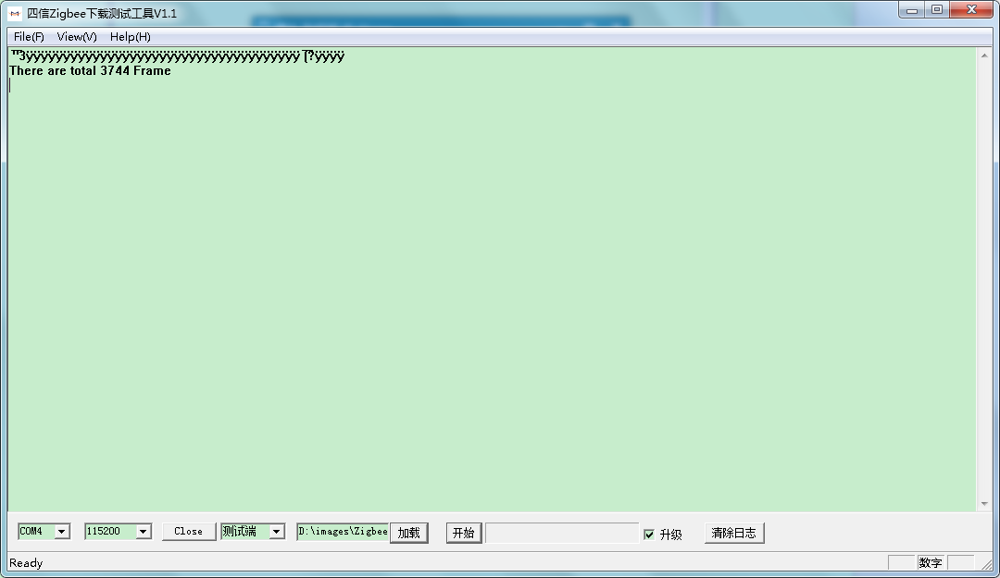 四信Zigbee下载测试工具V1.1
File(F) View(V) Help(H)
There are total 3744 Frame
COM4 115200 Close 测试端 D:\images\Zigbee 加载 开始 升级 清除日志
Ready 数字